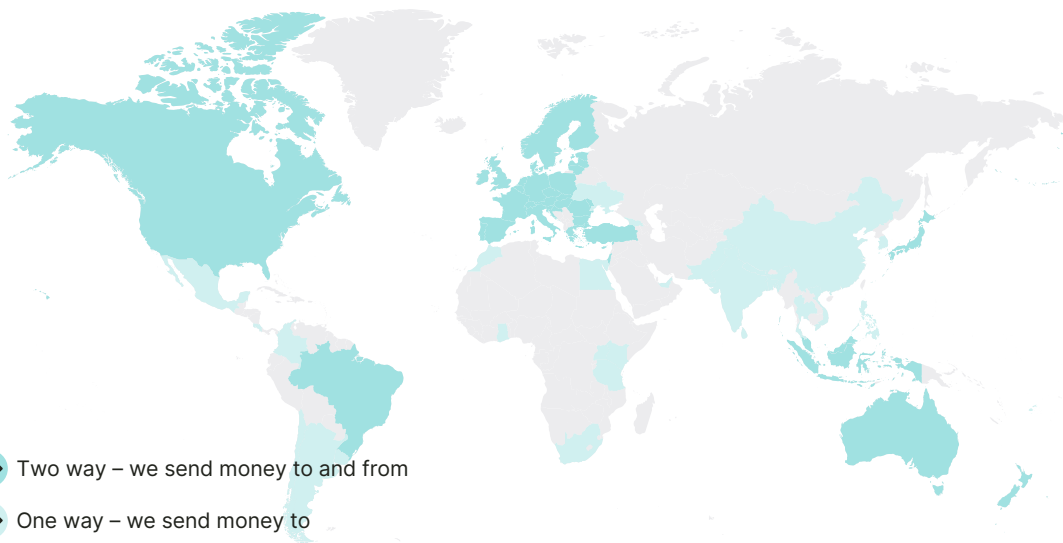 Two way – we send money to and from
One way – we send money to